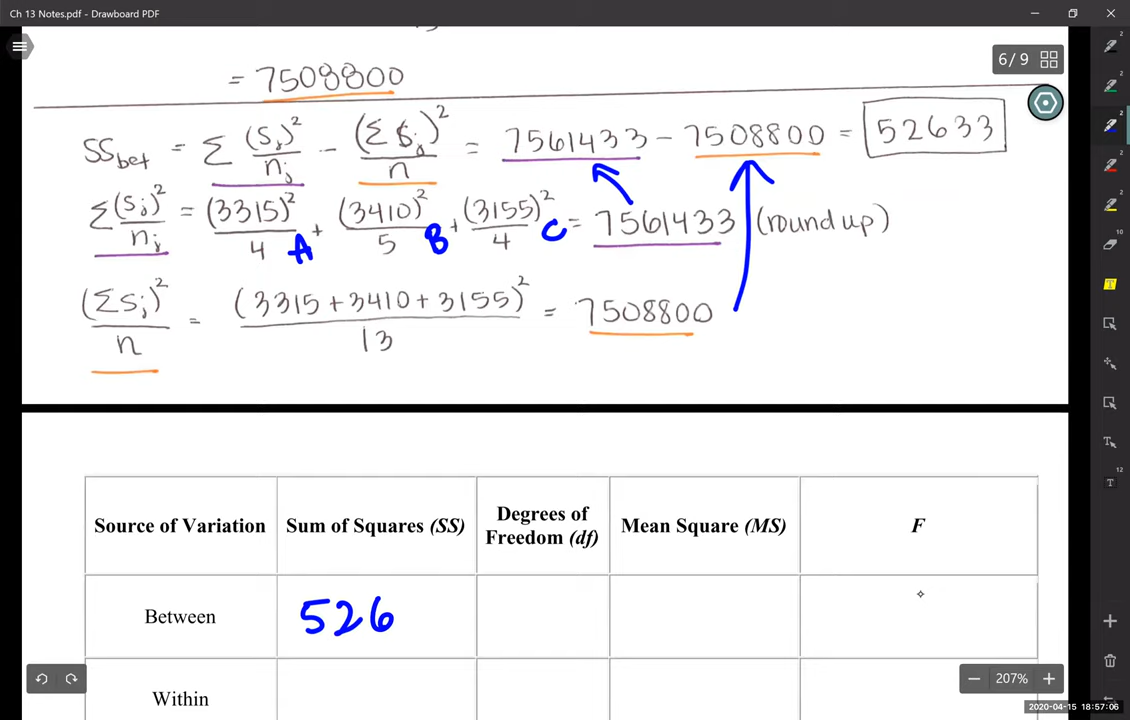 Ch 13 Notes.pdf - Drawboard PDF
6/9
= 7508800
SSbet = Σ (Sj)² / nj − (Σ Sj)² / n = 7561433 − 7508800 = 52633
Σ (Sj)² / nj = (3315)² / 4 A + (3410)² / 5 B + (3155)² / 4 C = 7561433 (round up)
(ΣSj)² / n = (3315 + 3410 + 3155)² / 13 = 7508800
Source of Variation Sum of Squares (SS) Degrees of Freedom (df) Mean Square (MS) F
Between 526
Within
207%
2020-04-15 18:57:06